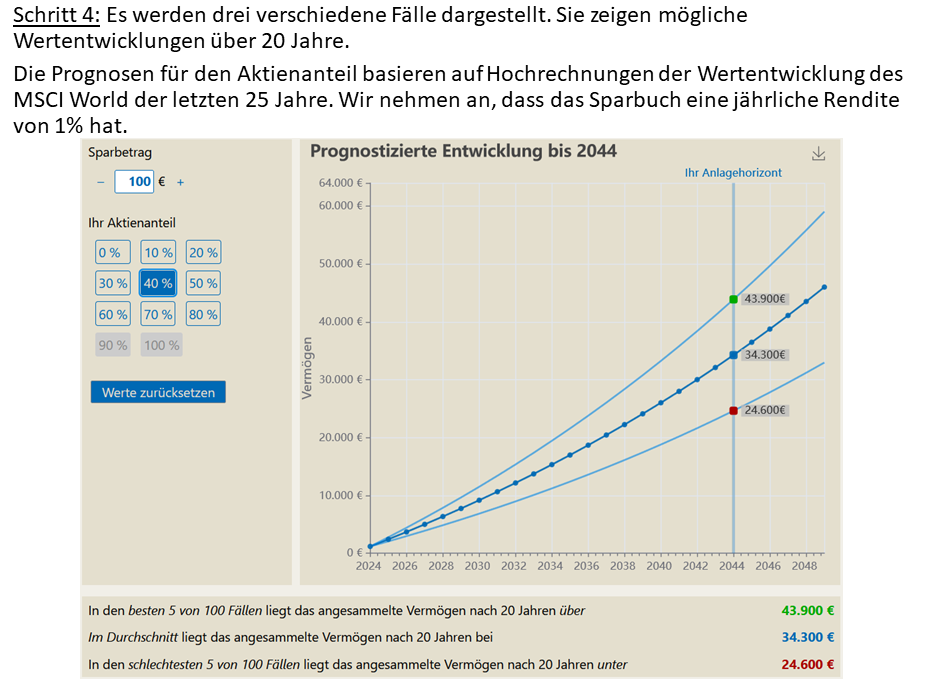 Schritt 4: Es werden drei verschiedene Fälle dargestellt. Sie zeigen mögliche
Wertentwicklungen über 20 Jahre.
Die Prognosen für den Aktienanteil basieren auf Hochrechnungen der Wertentwicklung des
MSCI World der letzten 25 Jahre. Wir nehmen an, dass das Sparbuch eine jährliche Rendite
von 1% hat.
Sparbetrag
– 100 € +
Ihr Aktienanteil
0 % 10 % 20 %
30 % 40 % 50 %
60 % 70 % 80 %
90 % 100 %
Werte zurücksetzen
Prognostizierte Entwicklung bis 2044
Ihr Anlagehorizont
Vermögen
64.000 €
60.000 €
50.000 €
40.000 €
30.000 €
20.000 €
10.000 €
0 €
43.900€
34.300€
24.600€
2024 2026 2028 2030 2032 2034 2036 2038 2040 2042 2044 2046 2048
In den besten 5 von 100 Fällen liegt das angesammelte Vermögen nach 20 Jahren über 43.900 €
Im Durchschnitt liegt das angesammelte Vermögen nach 20 Jahren bei 34.300 €
In den schlechtesten 5 von 100 Fällen liegt das angesammelte Vermögen nach 20 Jahren unter 24.600 €